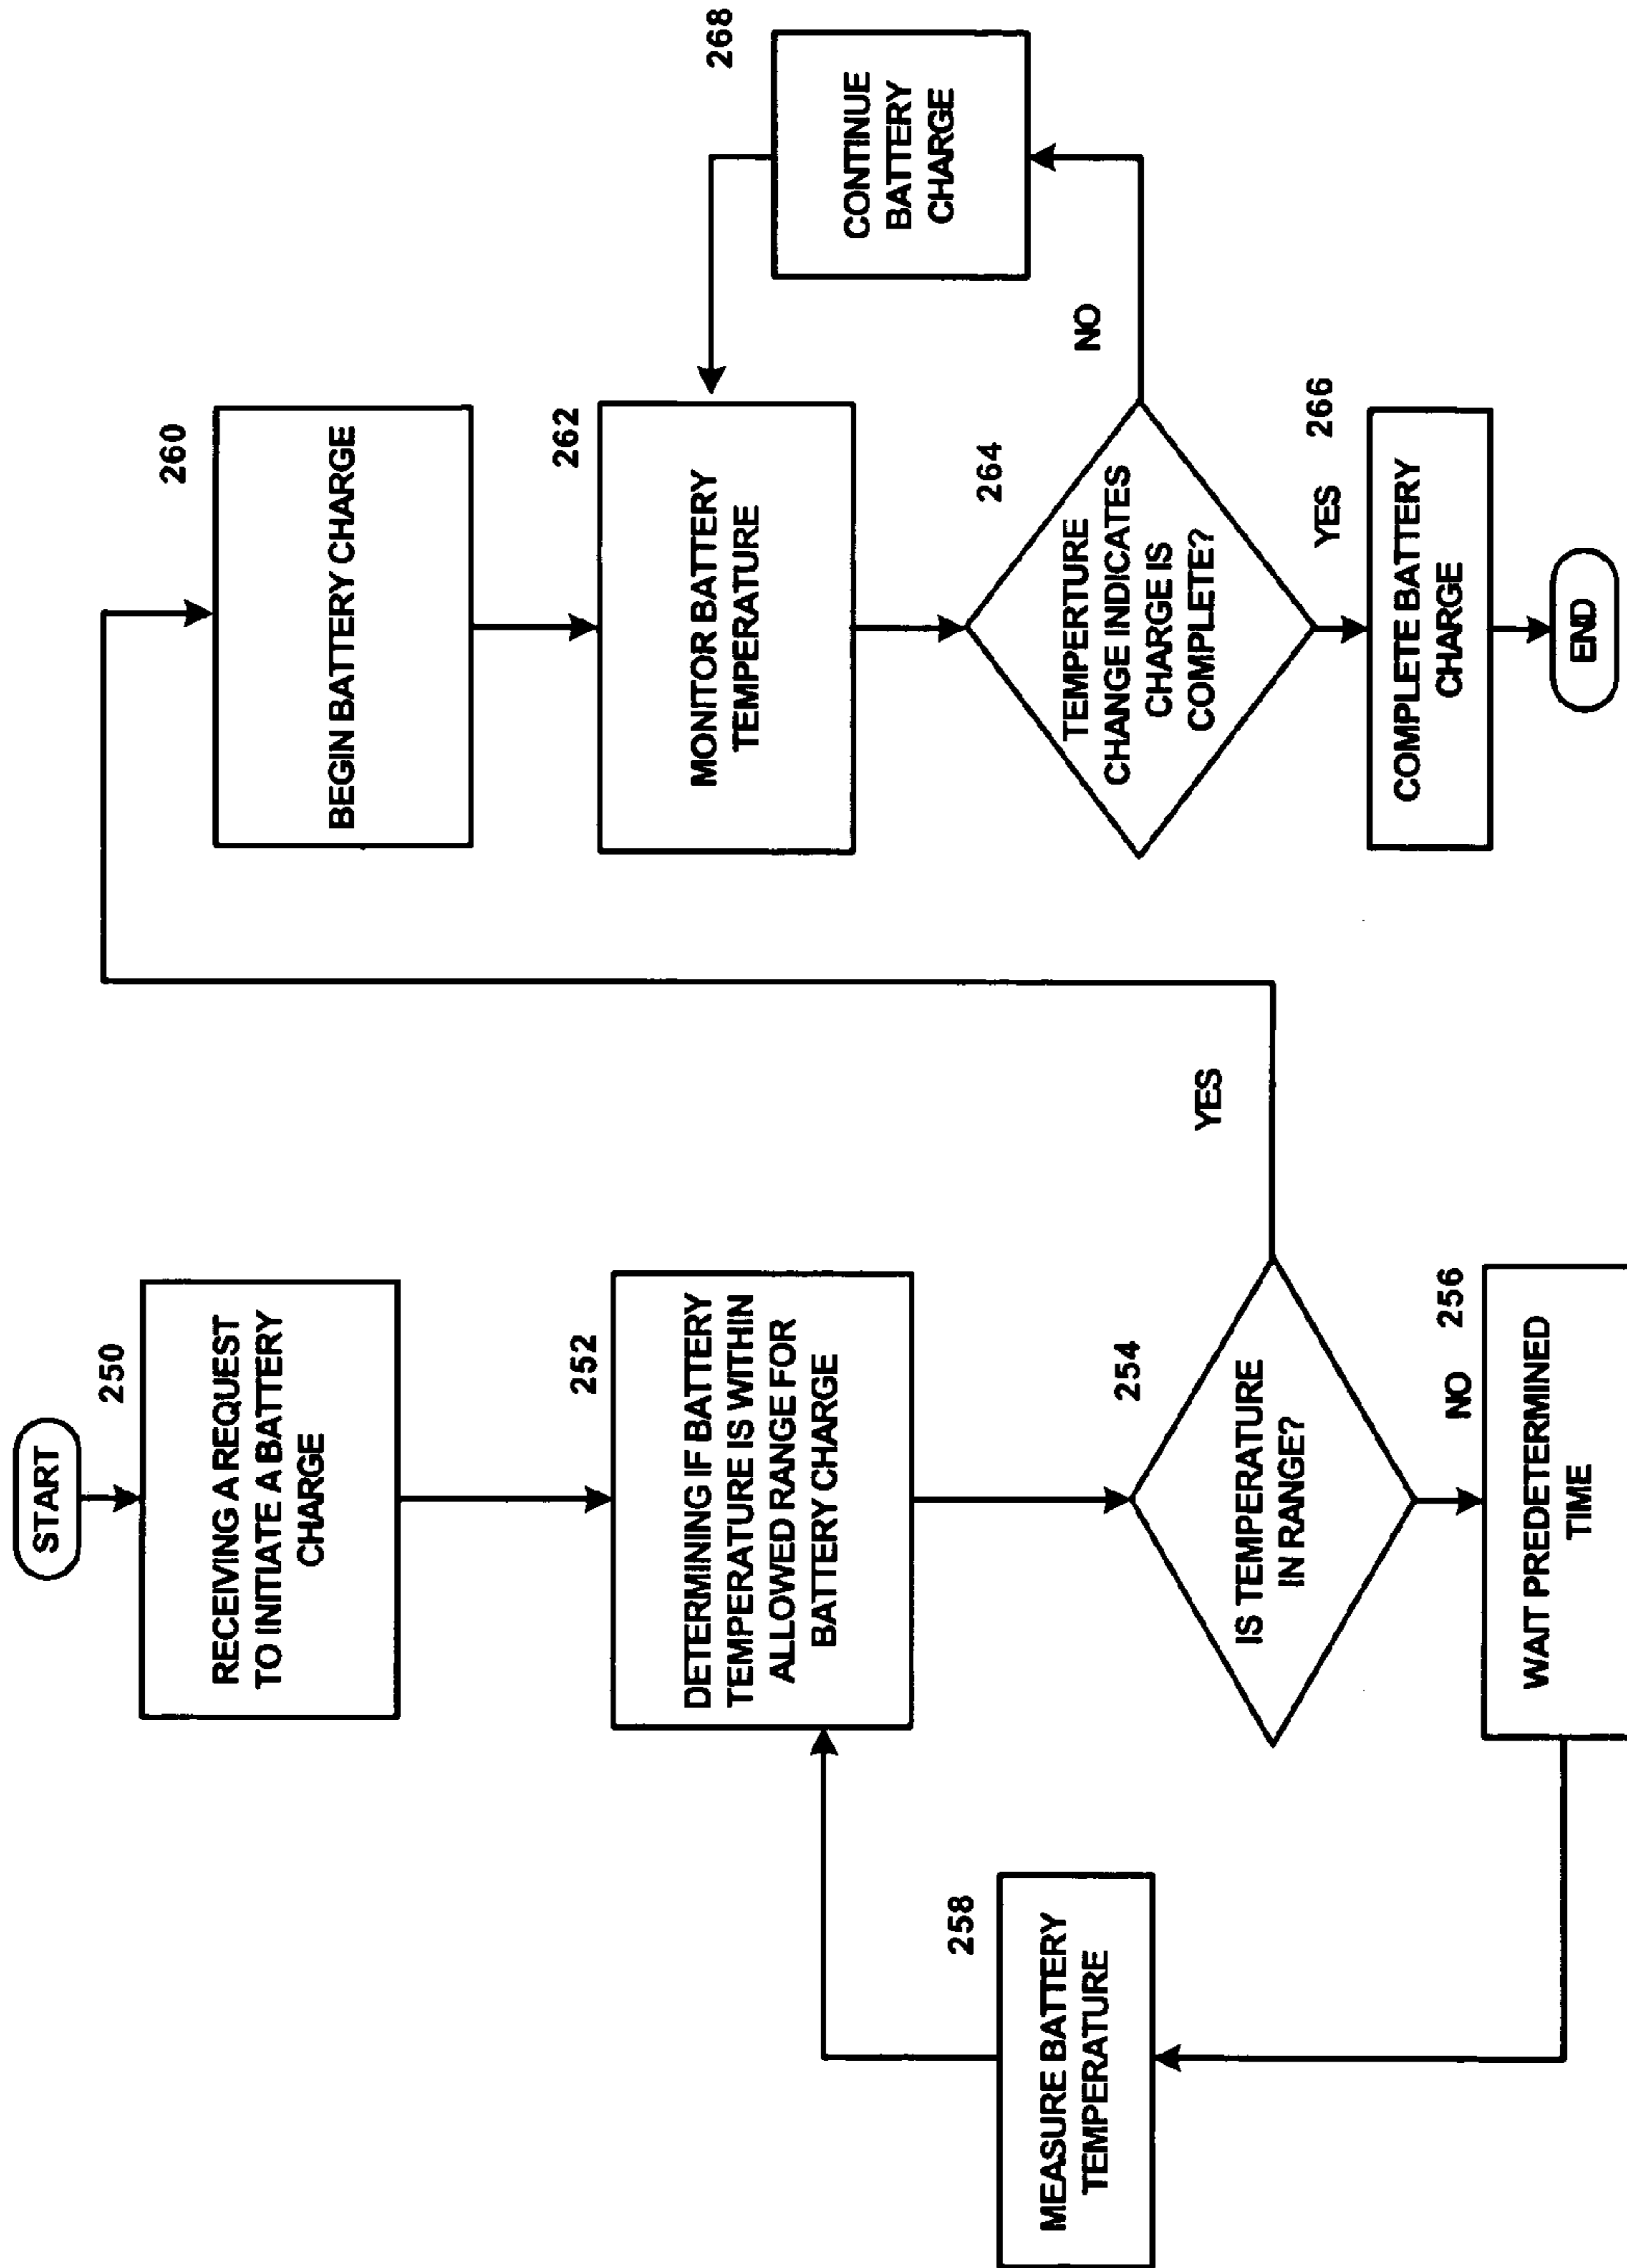 START
250
RECEIVING A REQUEST
TO INITIATE A BATTERY
CHARGE
252
DETERMINING IF BATTERY
TEMPERATURE IS WITHIN
ALLOWED RANGE FOR
BATTERY CHARGE
254
IS TEMPERATURE
IN RANGE?
YES
NO
256
WAIT PREDETERMINED
TIME
258
MEASURE BATTERY
TEMPERATURE
260
BEGIN BATTERY CHARGE
262
MONITOR BATTERY
TEMPERATURE
264
TEMPERTURE
CHANGE INDICATES
CHARGE IS
COMPLETE?
NO
YES
266
COMPLETE BATTERY
CHARGE
268
CONTINUE
BATTERY
CHARGE
END